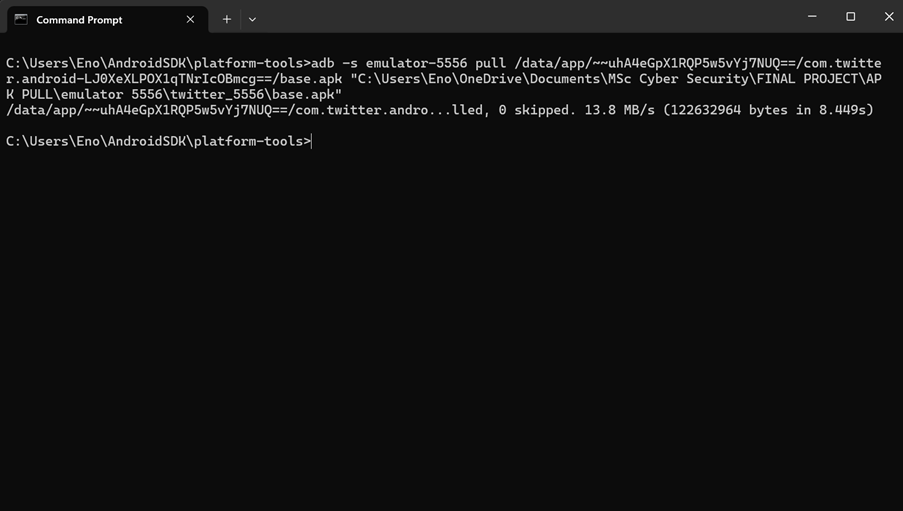 Command Prompt
C:\Users\Eno\AndroidSDK\platform-tools>adb -s emulator-5556 pull /data/app/~~uhA4eGpX1RQP5w5vYj7NUQ==/com.twitte
r.android-LJ0XeXLPOX1qTNrIcOBmcg==/base.apk "C:\Users\Eno\OneDrive\Documents\MSc Cyber Security\FINAL PROJECT\AP
K PULL\emulator 5556\twitter_5556\base.apk"
/data/app/~~uhA4eGpX1RQP5w5vYj7NUQ==/com.twitter.andro...lled, 0 skipped. 13.8 MB/s (122632964 bytes in 8.449s)
C:\Users\Eno\AndroidSDK\platform-tools>